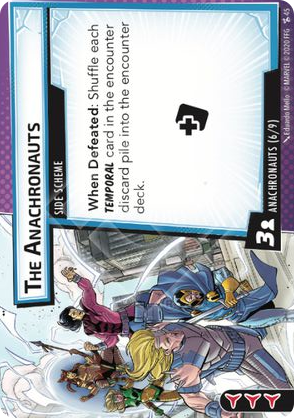 THE ANACHRONAUTS
SIDE SCHEME
When Defeated: Shuffle each
TEMPORAL card in the encounter
discard pile into the encounter
deck.
3
ANACHRONAUTS (6/9)
Eduardo Mello © MARVEL © 2020 FFG 45